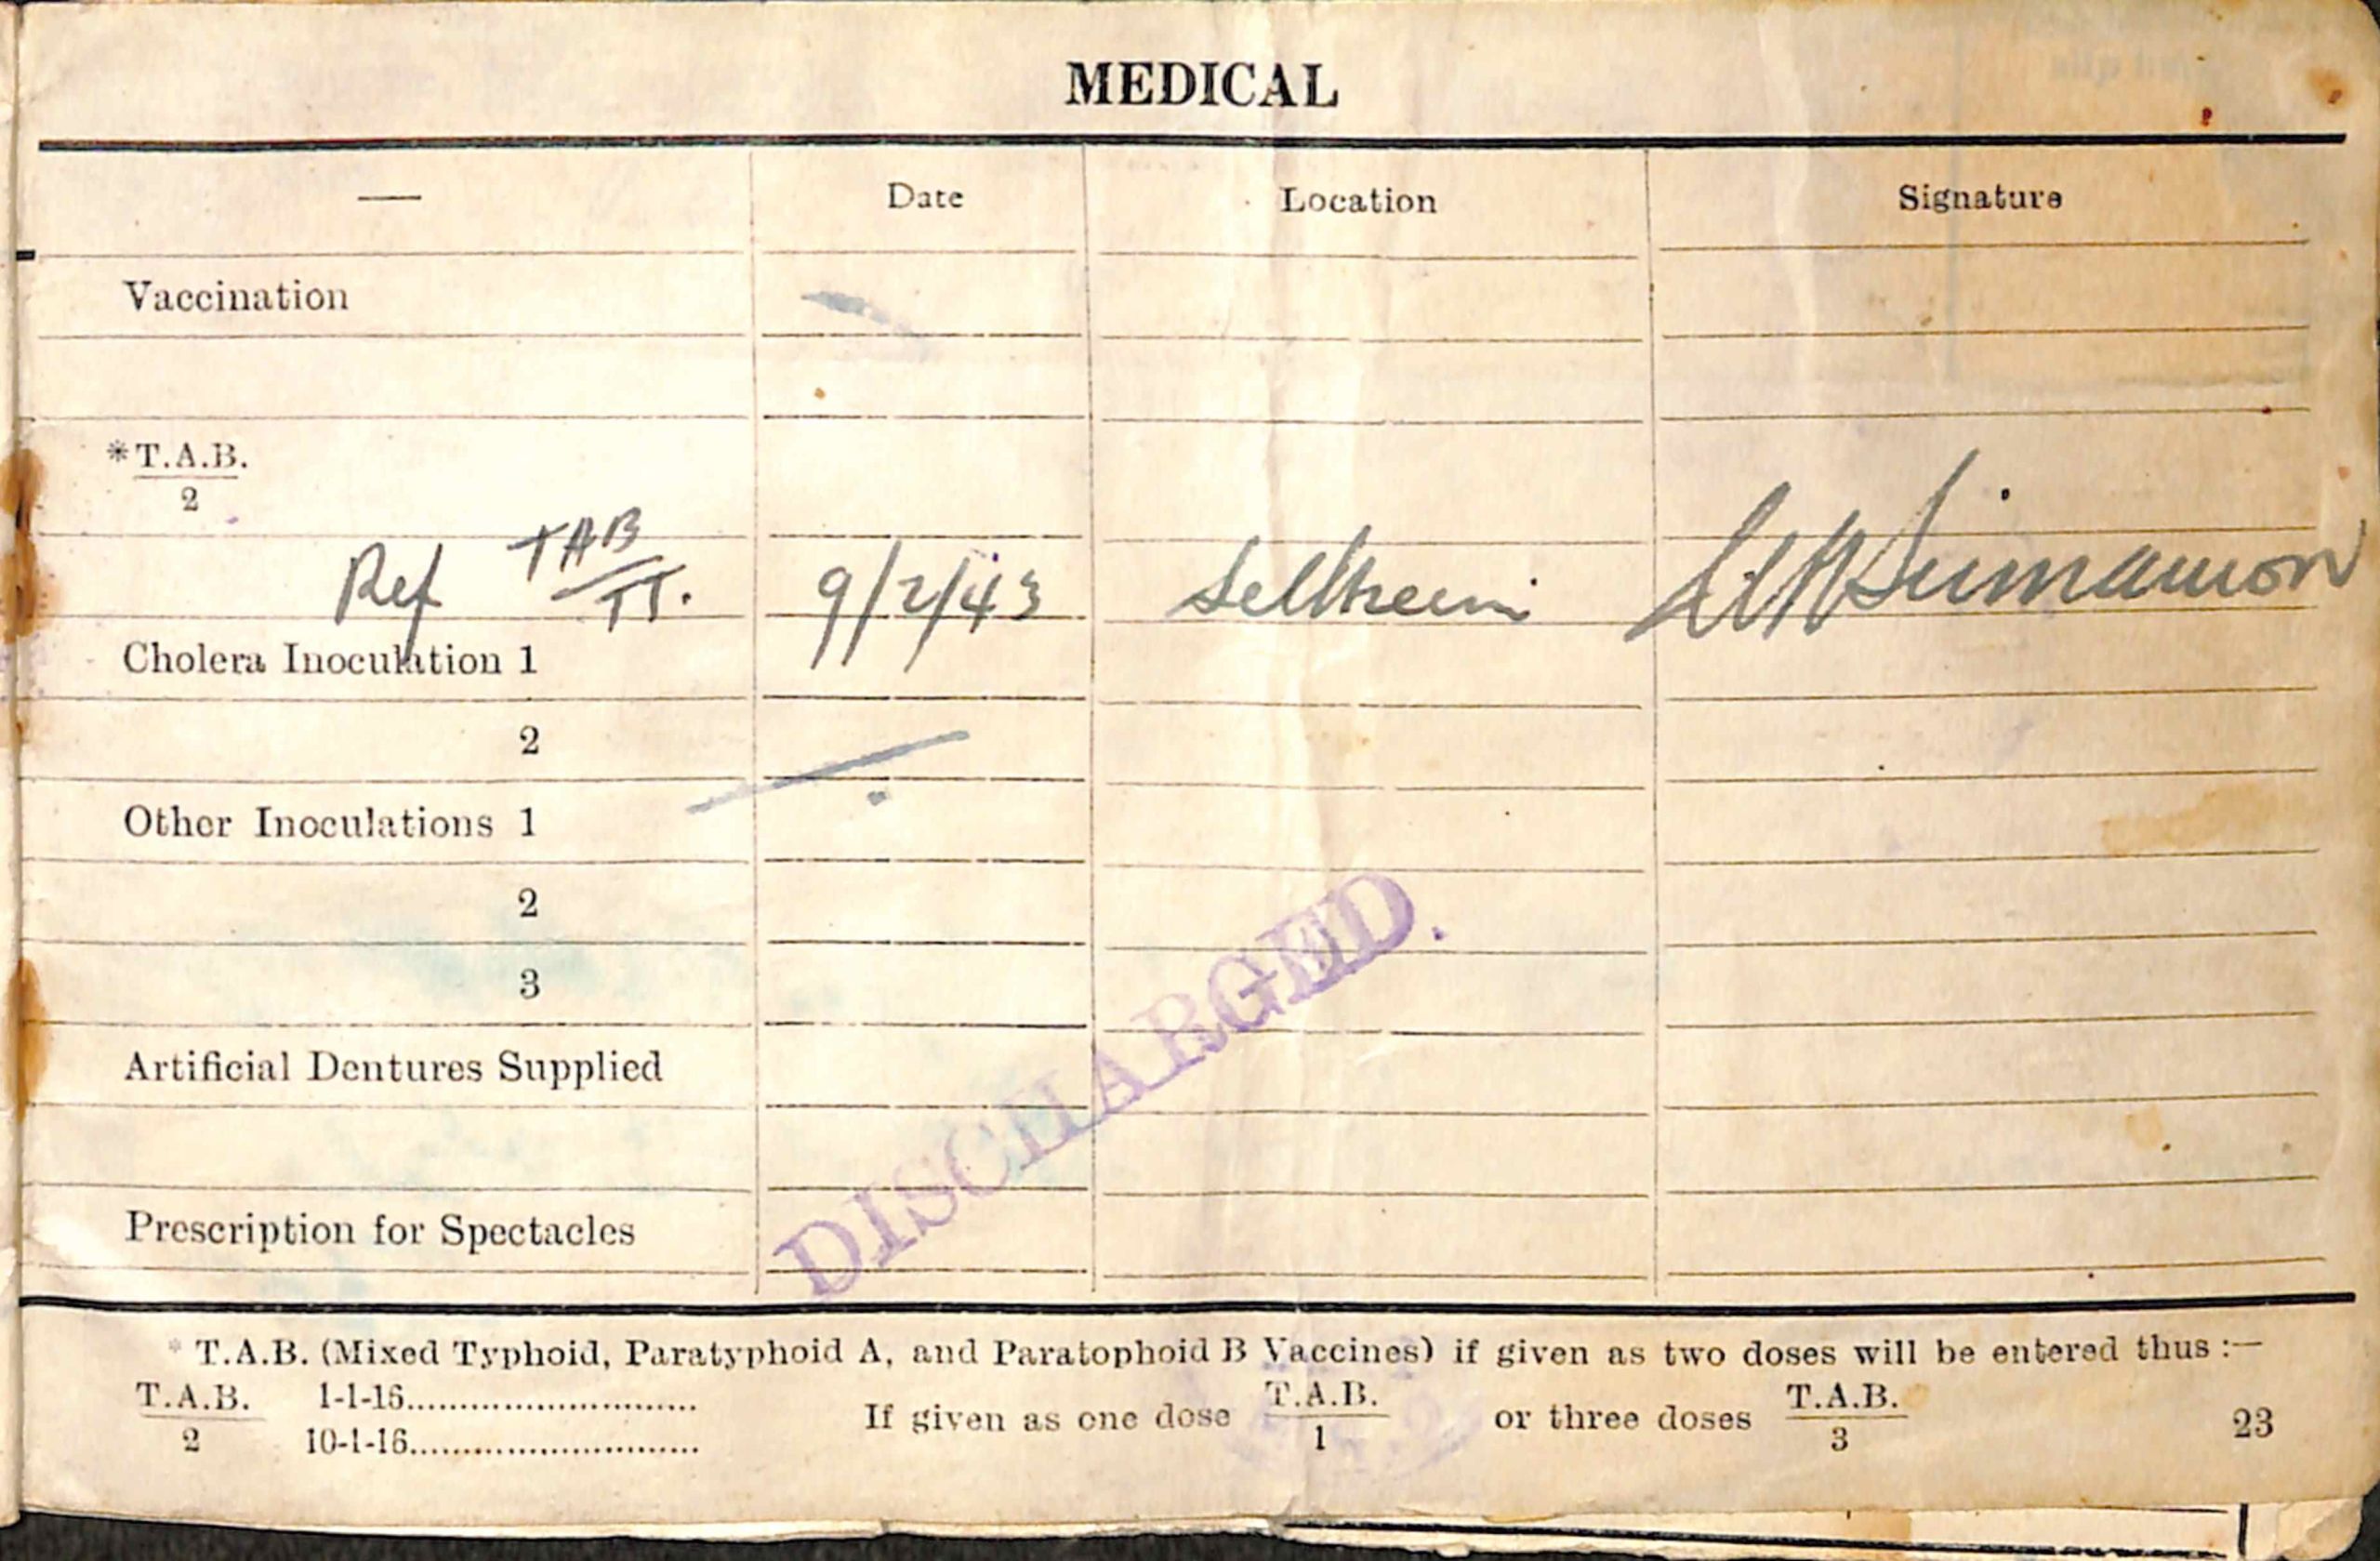 MEDICAL
— Date Location Signature
Vaccination
*T.A.B.
2
Ref TAB/TT. 9/2/43 Sellheim
Cholera Inoculation 1
2
Other Inoculations 1
2
3
Artificial Dentures Supplied
Prescription for Spectacles
DISCHARGED.
* T.A.B. (Mixed Typhoid, Paratyphoid A, and Paratophoid B Vaccines) if given as two doses will be entered thus :—
T.A.B. 1-1-16............................ If given as one dose T.A.B. or three doses T.A.B.
2 10-1-16............................ 1 3 23